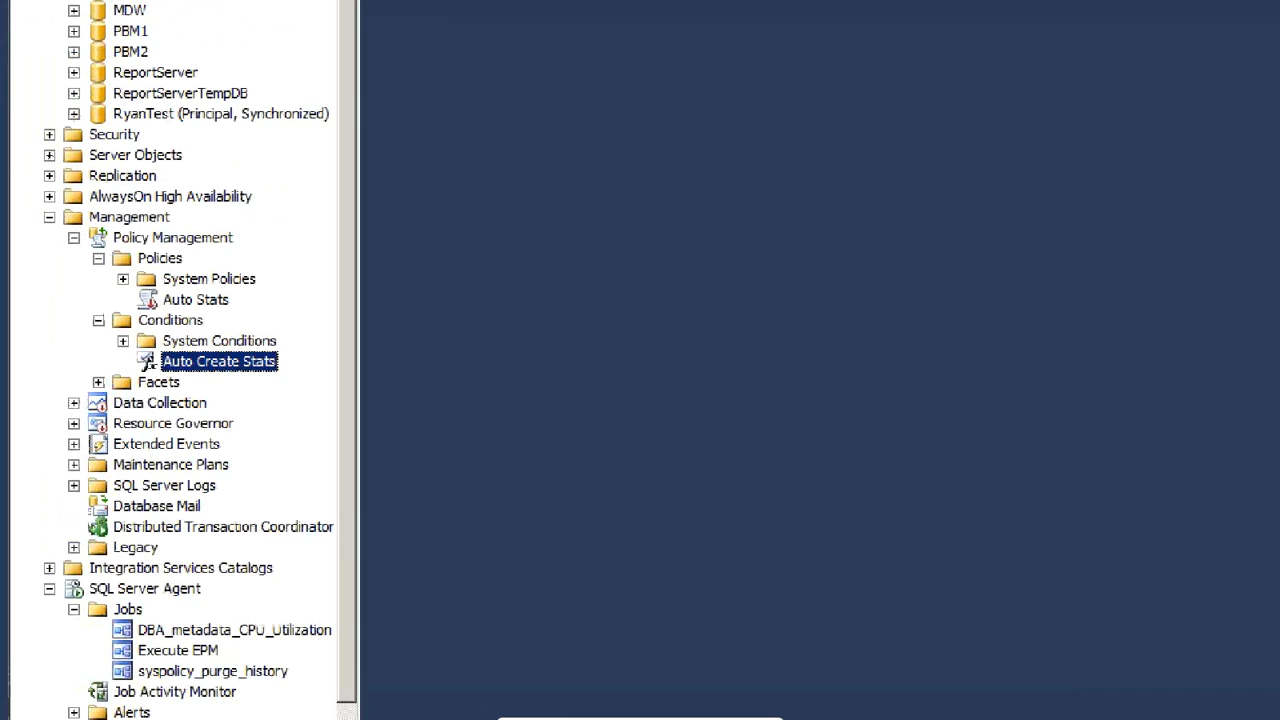 MDW
PBM1
PBM2
ReportServer
ReportServerTempDB
RyanTest (Principal, Synchronized)
Security
Server Objects
Replication
AlwaysOn High Availability
Management
Policy Management
Policies
System Policies
Auto Stats
Conditions
System Conditions
Auto Create Stats
Facets
Data Collection
Resource Governor
Extended Events
Maintenance Plans
SQL Server Logs
Database Mail
Distributed Transaction Coordinator
Legacy
Integration Services Catalogs
SQL Server Agent
Jobs
DBA_metadata_CPU_Utilization
Execute EPM
syspolicy_purge_history
Job Activity Monitor
Alerts